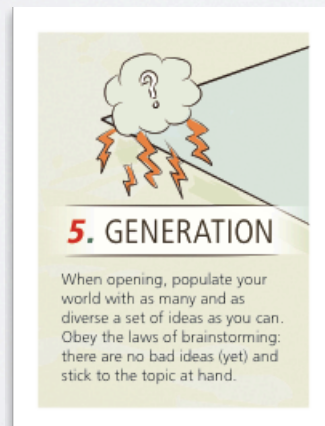 ?
5. GENERATION
When opening, populate your
world with as many and as
diverse a set of ideas as you can.
Obey the laws of brainstorming:
there are no bad ideas (yet) and
stick to the topic at hand.